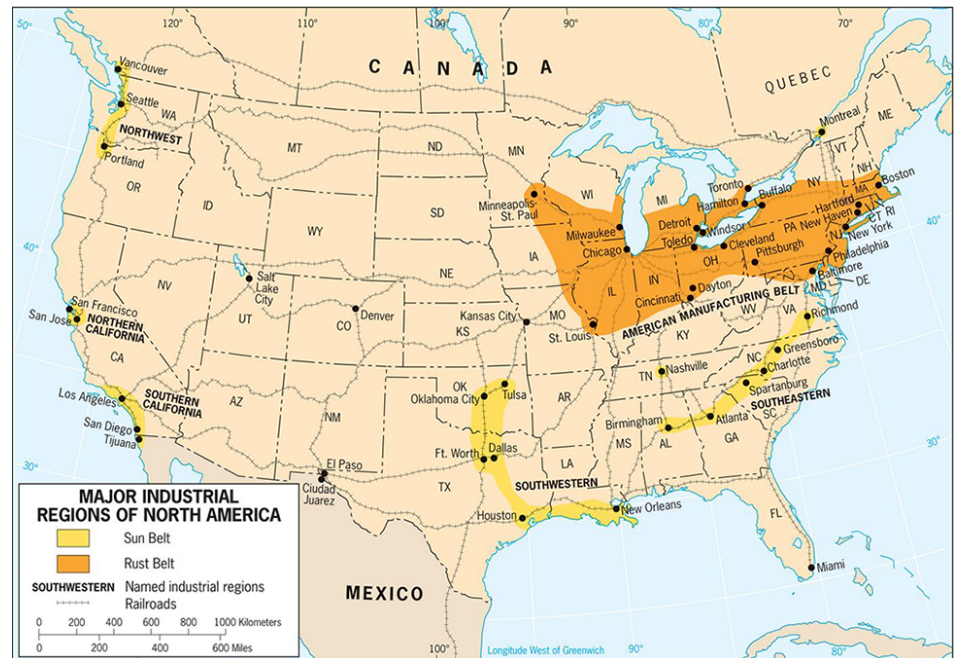 50°
120°
100°
90°
80°
70°
CANADA
QUEBEC
Vancouver
Seattle
WA
NORTHWEST
Portland
OR
MT
ND
MN
ID
SD
WY
Minneapolis-
St. Paul
WI
MI
Montreal
ME
VT
NH
Toronto
Hamilton
Buffalo
NY
MA
Boston
Hartford
New Haven
CT
RI
Milwaukee
Chicago
Detroit
Windsor
Toledo
Cleveland
PA
Pittsburgh
NJ
New York
Philadelphia
Baltimore
MD
DE
40°
40°
IA
IL
IN
OH
Dayton
Cincinnati
AMERICAN MANUFACTURING BELT
NE
NV
Salt
Lake
City
UT
Denver
CO
San Francisco
San Jose
NORTHERN
CALIFORNIA
CA
Kansas City
KS
MO
St. Louis
KY
WV
VA
Richmond
Los Angeles
SOUTHERN
CALIFORNIA
San Diego
Tijuana
AZ
NM
OK
Oklahoma City
Tulsa
AR
TN
Nashville
NC
Greensboro
Charlotte
Spartanburg
SOUTHEASTERN
SC
Birmingham
Atlanta
MS
AL
GA
30°
30°
El Paso
Ciudad
Juarez
Ft. Worth
Dallas
TX
LA
SOUTHWESTERN
Houston
New Orleans
FL
Miami
MEXICO
MAJOR INDUSTRIAL
REGIONS OF NORTH AMERICA
Sun Belt
Rust Belt
SOUTHWESTERN Named industrial regions
Railroads
0 200 400 600 800 1000 Kilometers
0 200 400 600 Miles
100°
Longitude West of Greenwich
90°
80°